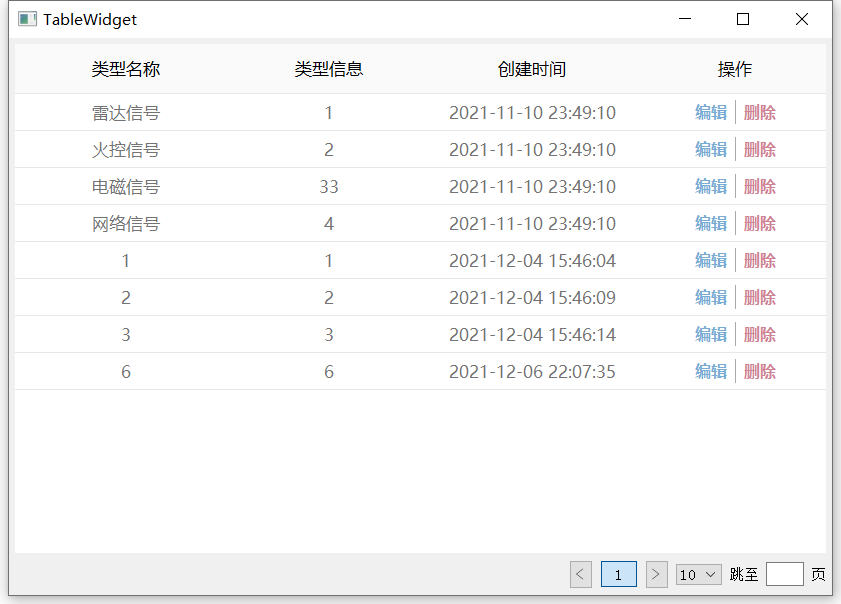 TableWidget
类型名称 类型信息 创建时间 操作
雷达信号 1 2021-11-10 23:49:10 编辑 删除
火控信号 2 2021-11-10 23:49:10 编辑 删除
电磁信号 33 2021-11-10 23:49:10 编辑 删除
网络信号 4 2021-11-10 23:49:10 编辑 删除
1 1 2021-12-04 15:46:04 编辑 删除
2 2 2021-12-04 15:46:09 编辑 删除
3 3 2021-12-04 15:46:14 编辑 删除
6 6 2021-12-06 22:07:35 编辑 删除
< 1 > 10 跳至 页